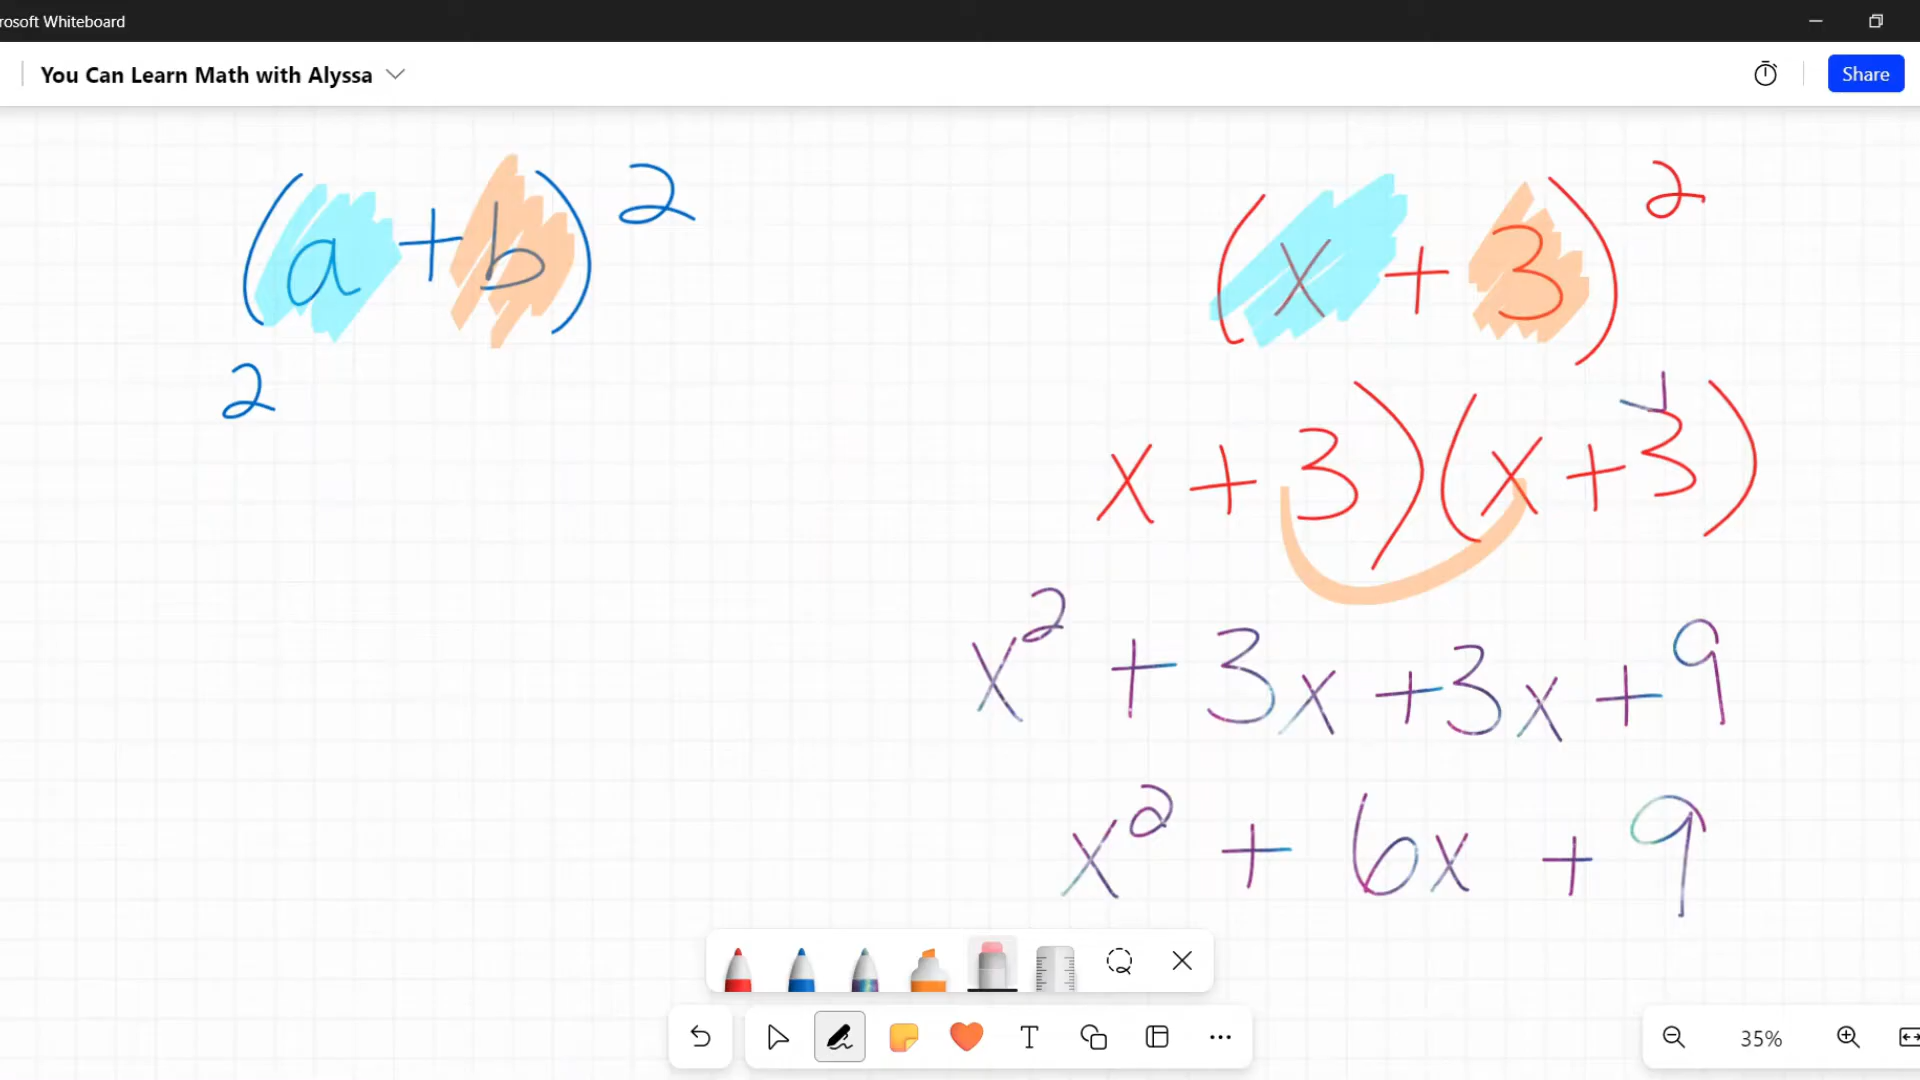 rosoft Whiteboard
You Can Learn Math with Alyssa
Share
(a+b)²
2
(x + 3)²
x + 3)(x + 3)
x² + 3x + 3x + 9
x² + 6x + 9
T
35%